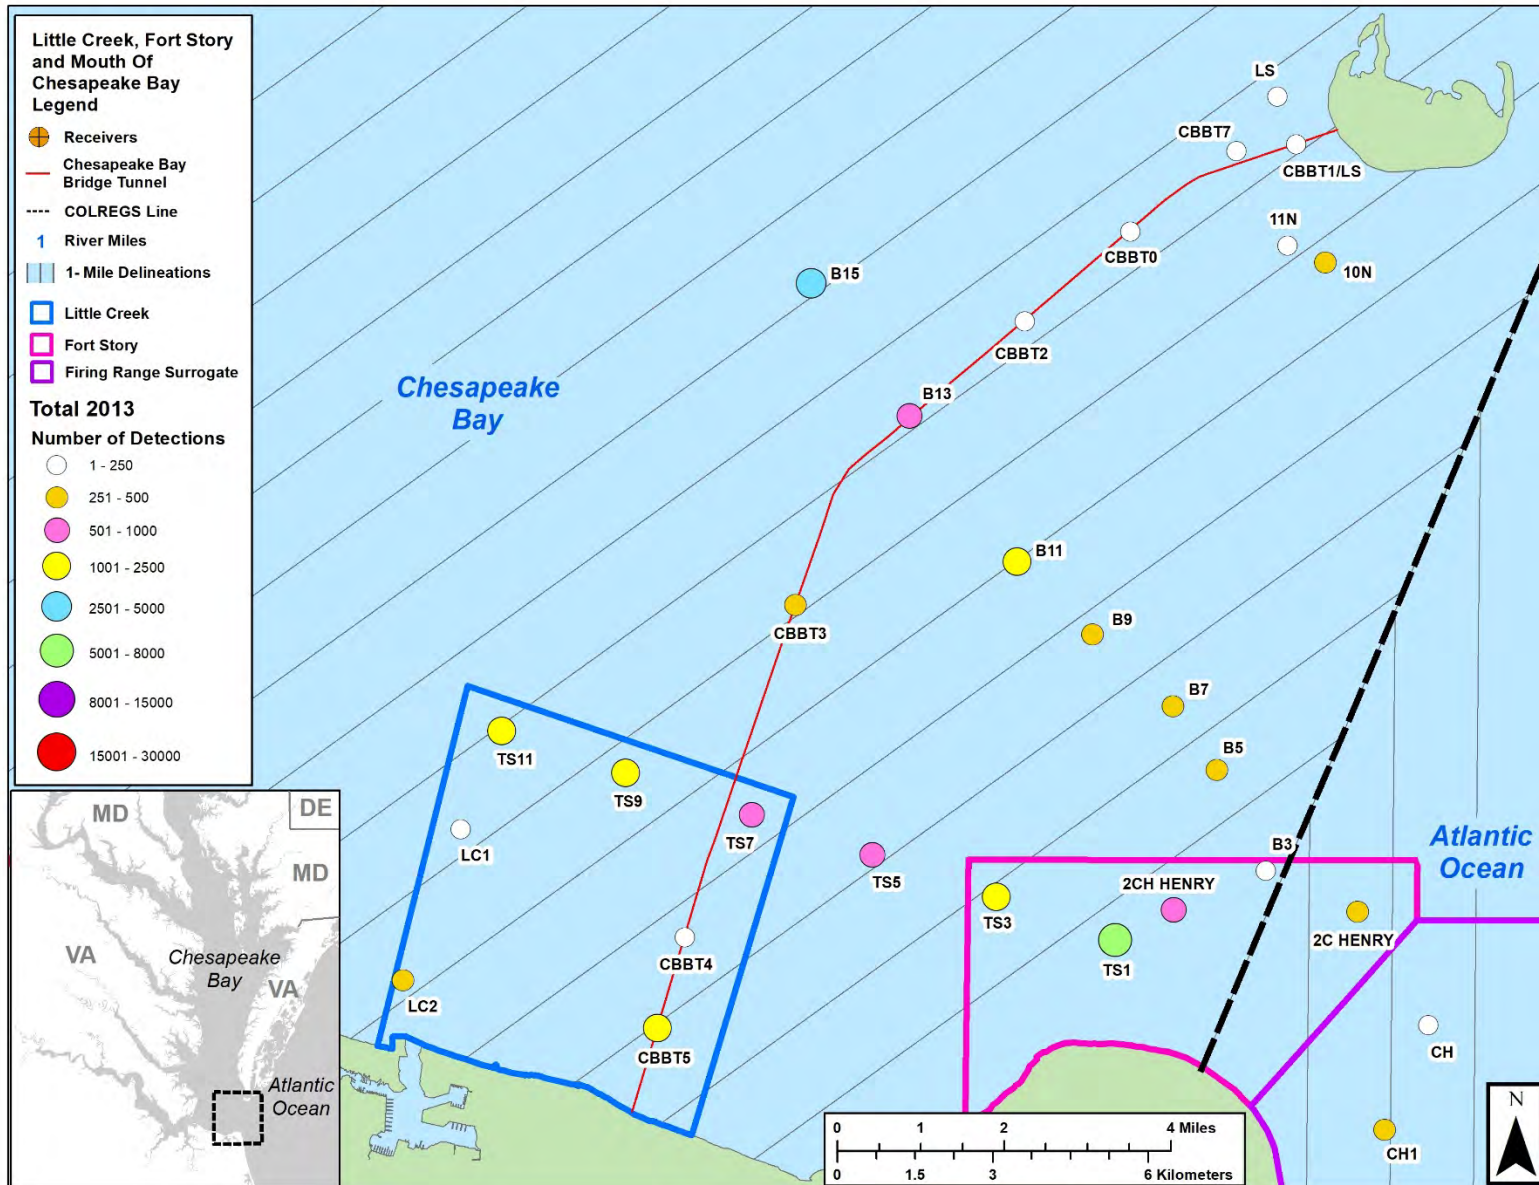 Little Creek, Fort Story
and Mouth Of
Chesapeake Bay
Legend
Receivers
Chesapeake Bay
Bridge Tunnel
COLREGS Line
1 River Miles
1- Mile Delineations
Little Creek
Fort Story
Firing Range Surrogate
Total 2013
Number of Detections
1 - 250
251 - 500
501 - 1000
1001 - 2500
2501 - 5000
5001 - 8000
8001 - 15000
15001 - 30000
LS
CBBT7
CBBT1/LS
11N
CBBT0
10N
B15
CBBT2
Chesapeake
Bay
B13
B11
CBBT3
B9
B7
B5
TS11
TS9
TS7
LC1
TS5
B3
Atlantic
Ocean
2CH HENRY
TS3
2C HENRY
CBBT4
TS1
LC2
CBBT5
CH
CH1
MD
DE
MD
VA
Chesapeake
Bay
VA
Atlantic
Ocean
0 1 2 4 Miles
0 1.5 3 6 Kilometers
N